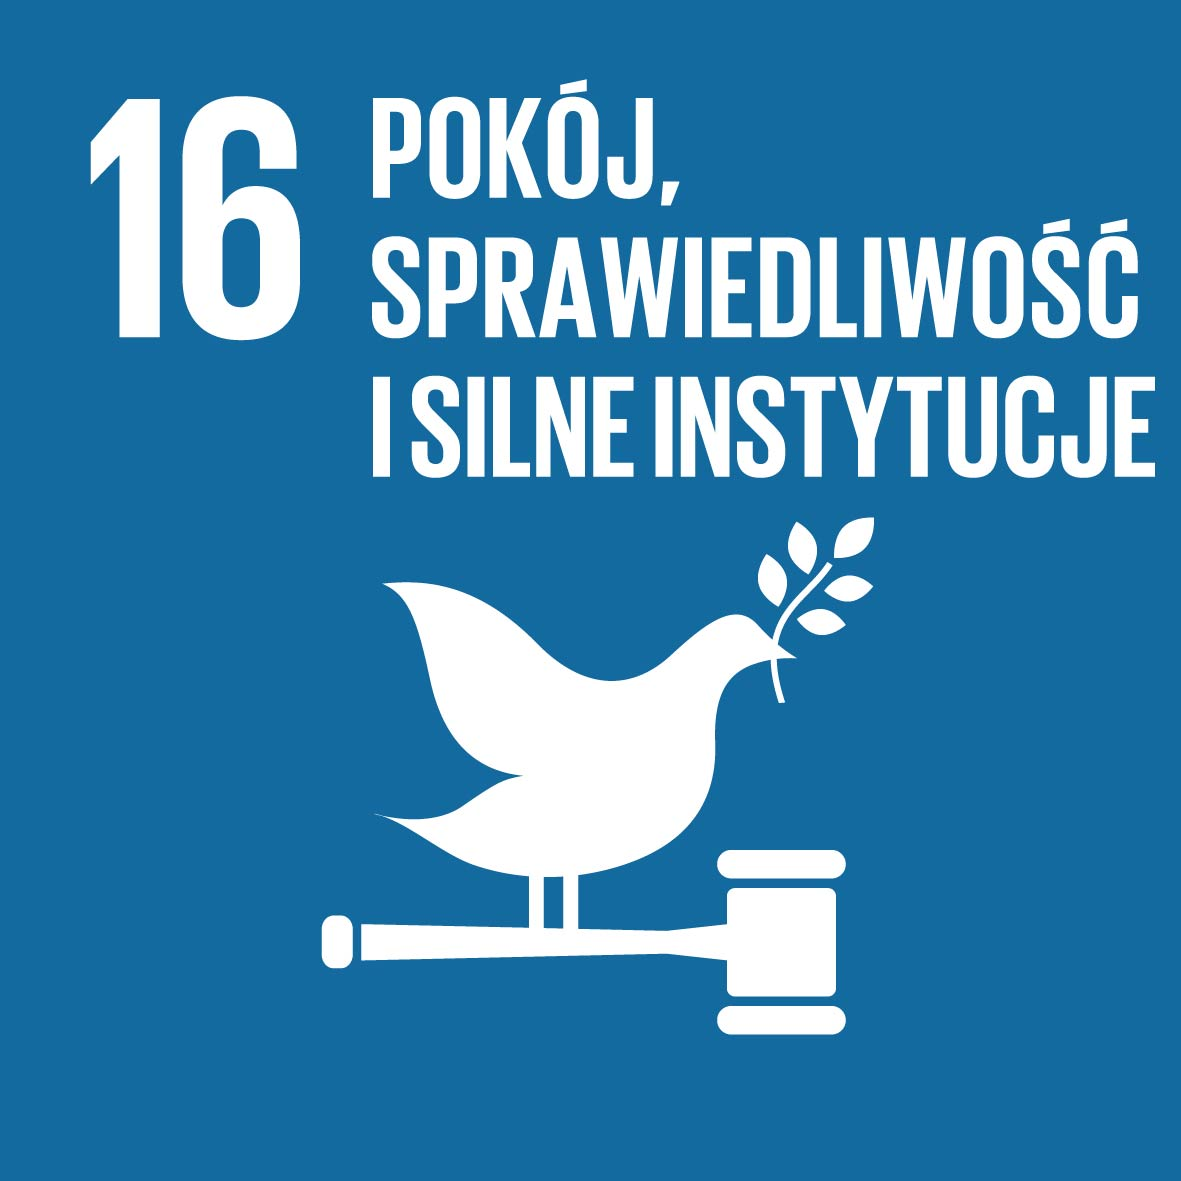 16
POKÓJ,
SPRAWIEDLIWOŚĆ
I SILNE INSTYTUCJE